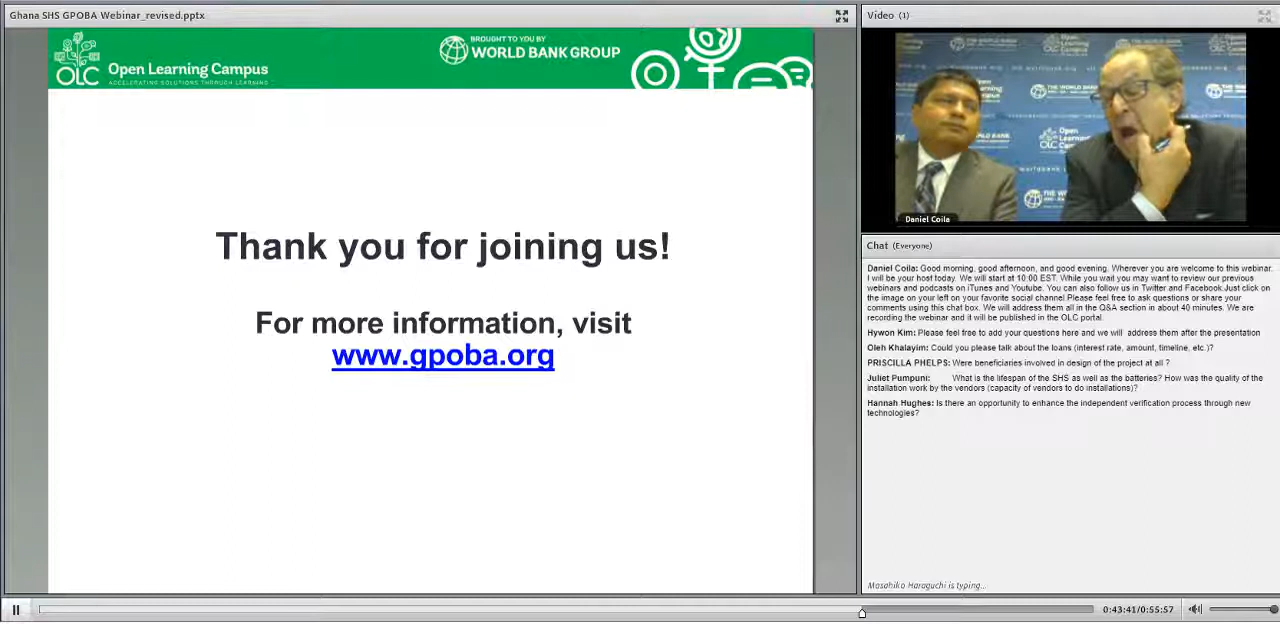 Ghana SHS GPOBA Webinar_revised.pptx
OLC Open Learning Campus
ACCELERATING SOLUTIONS THROUGH LEARNING
BROUGHT TO YOU BY
WORLD BANK GROUP
Thank you for joining us!
For more information, visit
www.gpoba.org
Video (1)
THE WORLD BANK
Open
Learning
Campus
OLC
Daniel Coila
Chat (Everyone)
Daniel Coila: Good morning, good afternoon, and good evening. Wherever you are welcome to this webinar.
I will be your host today. We will start at 10:00 EST. While you wait you may want to review our previous
webinars and podcasts on iTunes and Youtube. You can also follow us in Twitter and Facebook.Just click on
the image on your left on your favorite social channel.Please feel free to ask questions or share your
comments using this chat box. We will address them all in the Q&A section in about 40 minutes. We are
recording the webinar and it will be published in the OLC portal.
Hywon Kim: Please feel free to add your questions here and we will address them after the presentation
Oleh Khalayim: Could you please talk about the loans (interest rate, amount, timeline, etc.)?
PRISCILLA PHELPS: Were beneficiaries involved in design of the project at all ?
Juliet Pumpuni: What is the lifespan of the SHS as well as the batteries? How was the quality of the
installation work by the vendors (capacity of vendors to do installations)?
Hannah Hughes: Is there an opportunity to enhance the independent verification process through new
technologies?
Masahiko Haraguchi is typing...
0:43:41/0:55:57